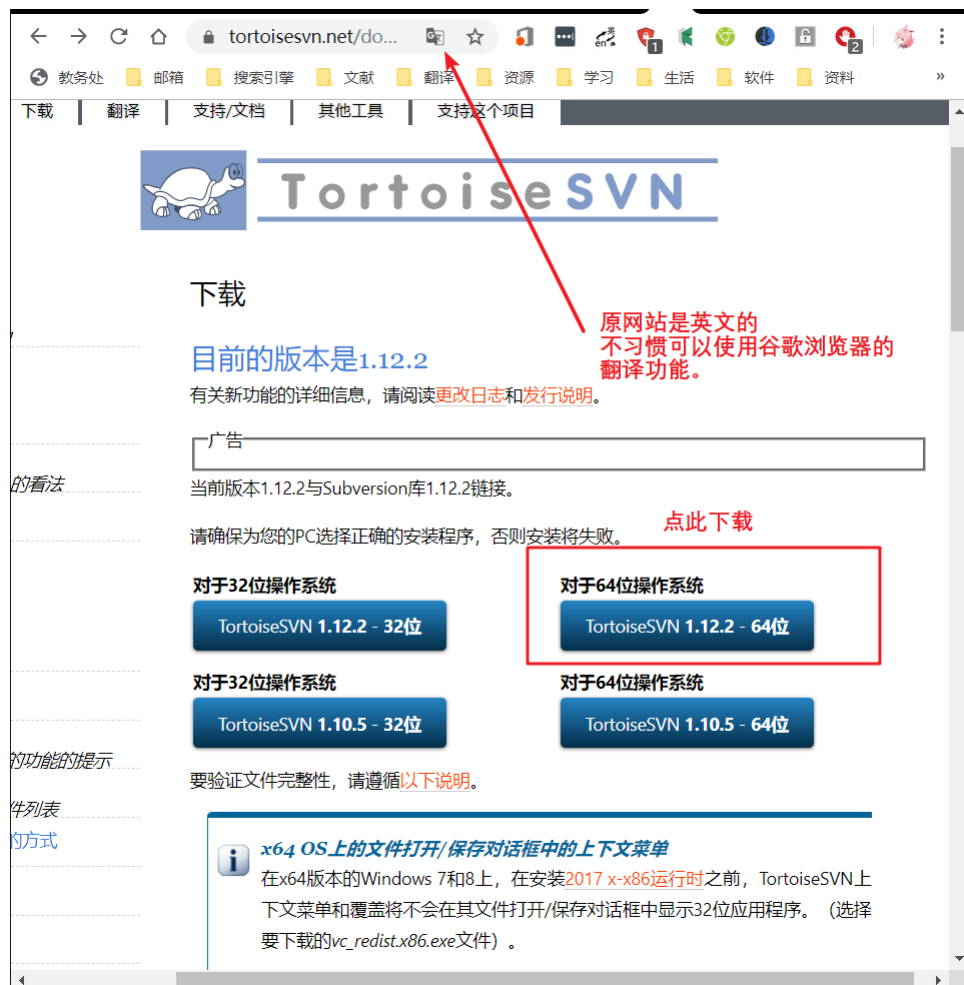 tortoisesvn.net/do...
1
2
教务处 邮箱 搜索引擎 文献 翻译 资源 学习 生活 软件 资料 »
下载 翻译 支持/文档 其他工具 支持这个项目
TortoiseSVN
下载
原网站是英文的
不习惯可以使用谷歌浏览器的
翻译功能。
目前的版本是1.12.2
有关新功能的详细信息，请阅读更改日志和发行说明。
广告
的看法
当前版本1.12.2与Subversion库1.12.2链接。
点此下载
请确保为您的PC选择正确的安装程序，否则安装将失败。
对于32位操作系统 对于64位操作系统
TortoiseSVN 1.12.2 - 32位 TortoiseSVN 1.12.2 - 64位
对于32位操作系统 对于64位操作系统
TortoiseSVN 1.10.5 - 32位 TortoiseSVN 1.10.5 - 64位
的功能的提示
要验证文件完整性，请遵循以下说明。
件列表
的方式
x64 OS上的文件打开/保存对话框中的上下文菜单
在x64版本的Windows 7和8上，在安装2017 x-x86运行时之前，TortoiseSVN上
下文菜单和覆盖将不会在其文件打开/保存对话框中显示32位应用程序。（选择
要下载的vc_redist.x86.exe文件）。